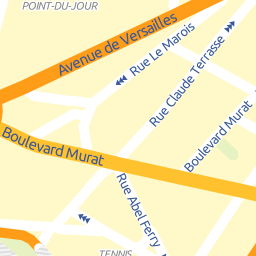 POINT-DU-JOUR
Avenue de Versailles
Rue Le Marois
Rue Claude Terrasse
Boulevard Murat
Boulevard Murat
Rue Abel Ferry
TENNIS